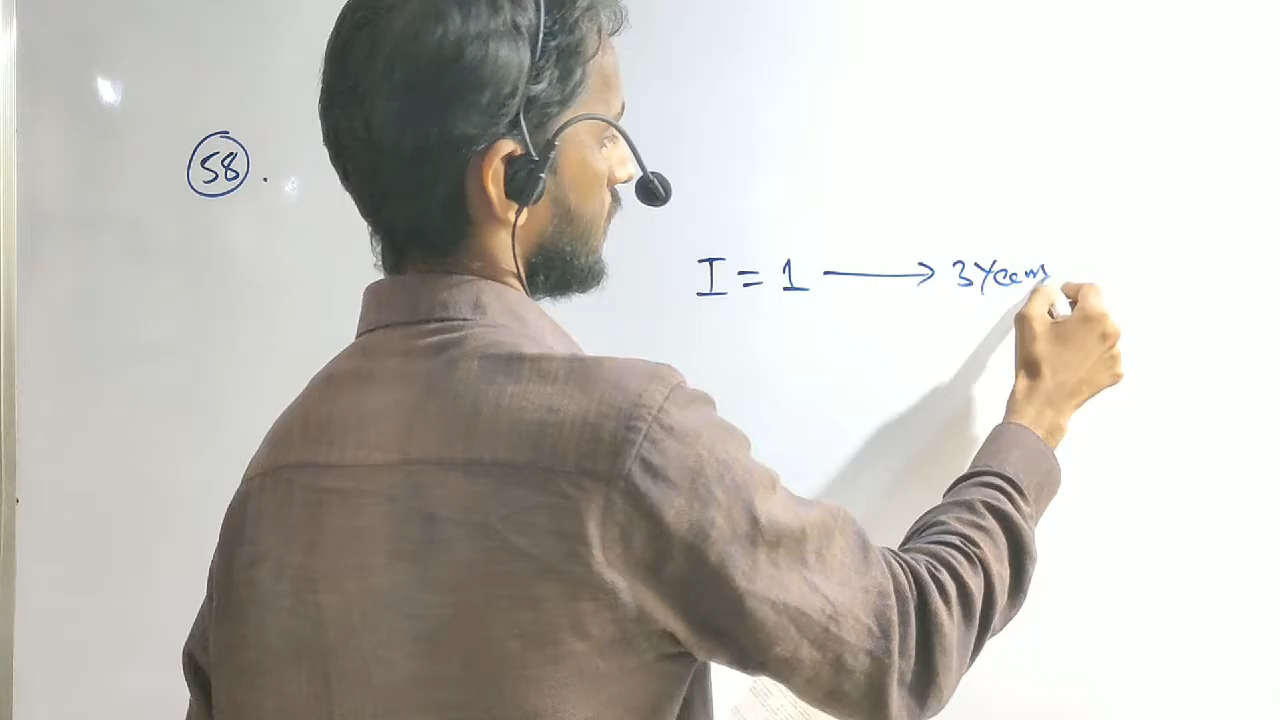 58.
I = 1 → 3 Years